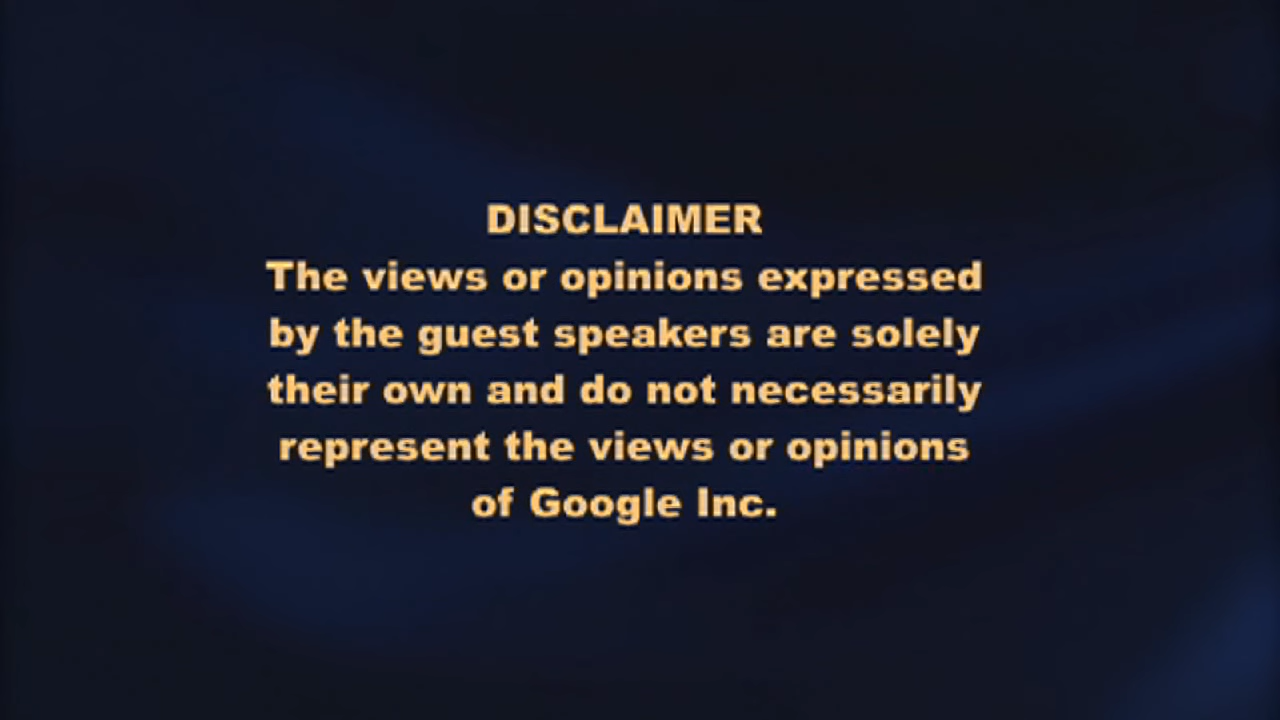 DISCLAIMER
The views or opinions expressed
by the guest speakers are solely
their own and do not necessarily
represent the views or opinions
of Google Inc.